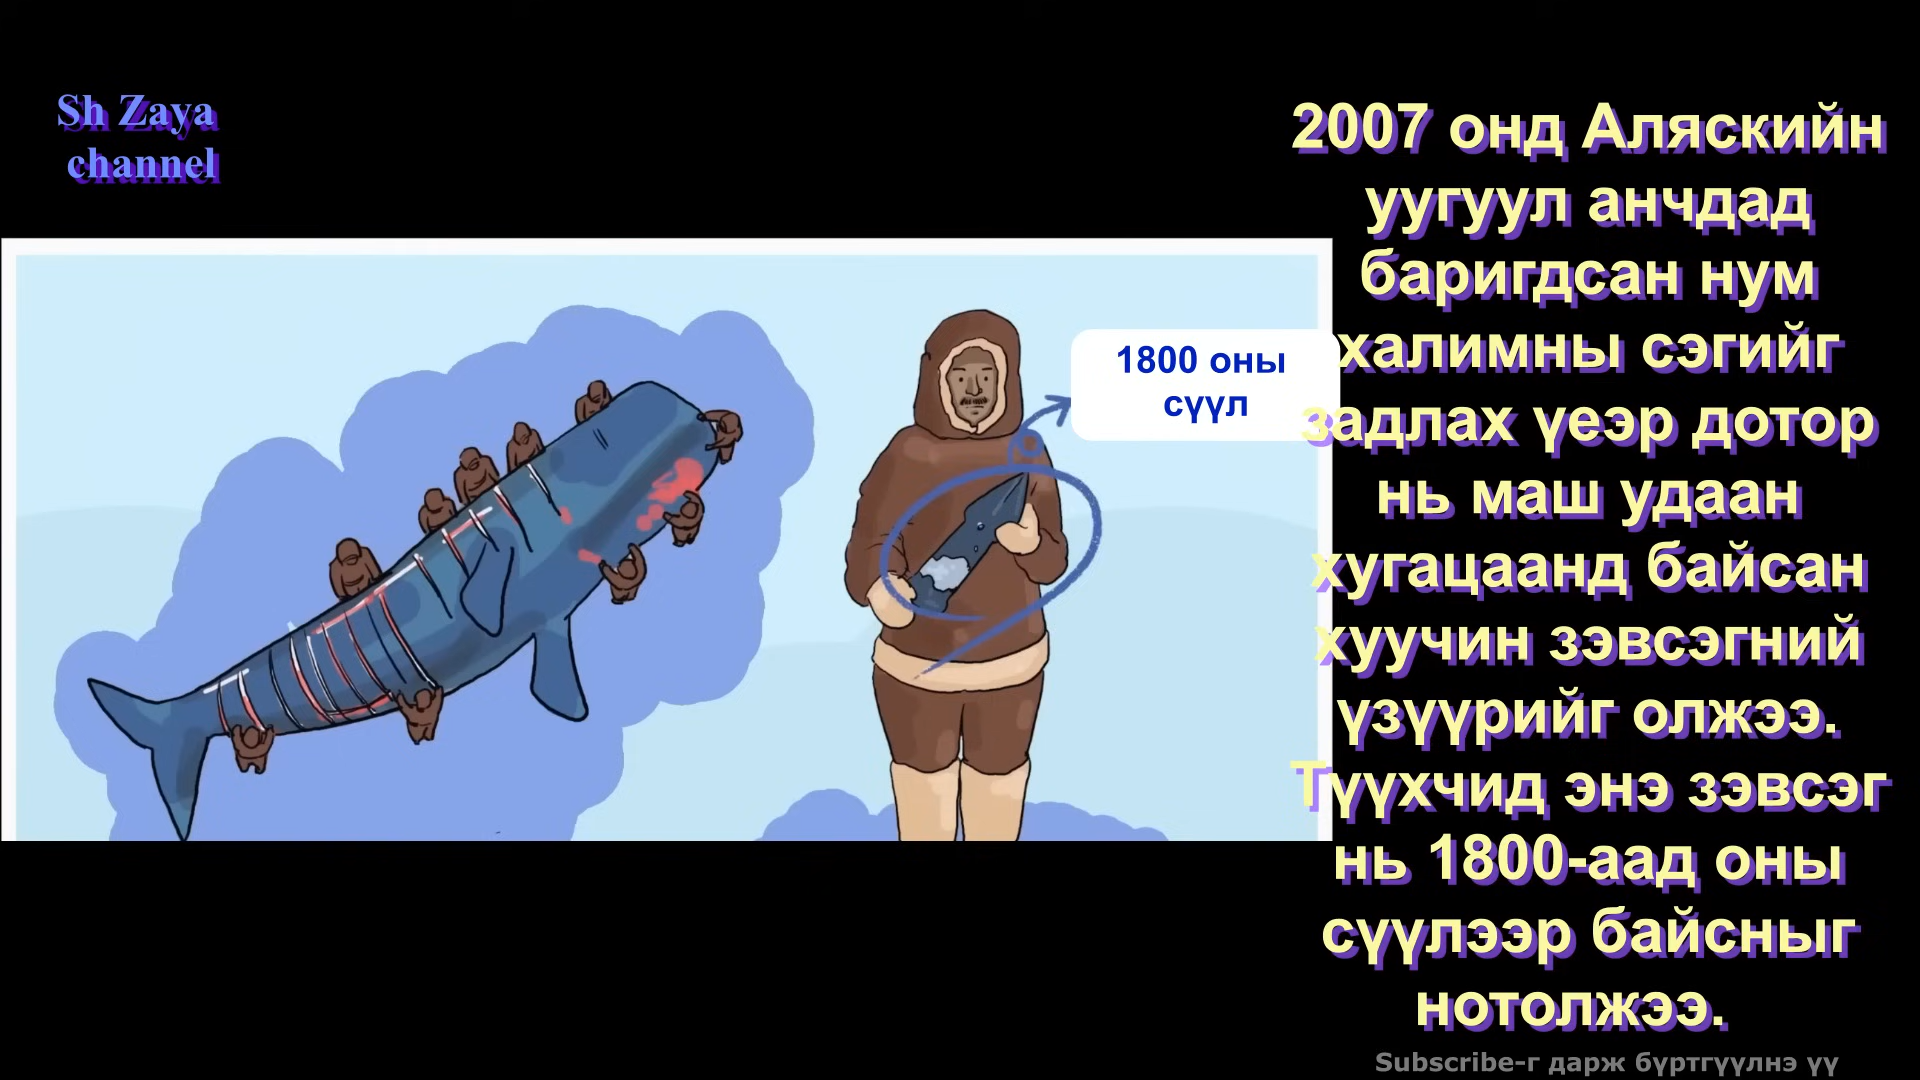 Sh Zaya
channel
1800 оны
сүүл
2007 онд Аляскийн
уугуул анчдад
баригдсан нум
халимны сэгийг
задлах үеэр дотор
нь маш удаан
хугацаанд байсан
хуучин зэвсэгний
үзүүрийг олжээ.
Түүхчид энэ зэвсэг
нь 1800-аад оны
сүүлээр байсныг
нотолжээ.
Subscribe-г дарж бүртгүүлнэ үү